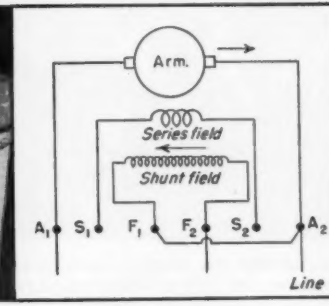 Arm.
Series field
Shunt field
A₁ S₁ F₁ F₂ S₂ A₂
Line